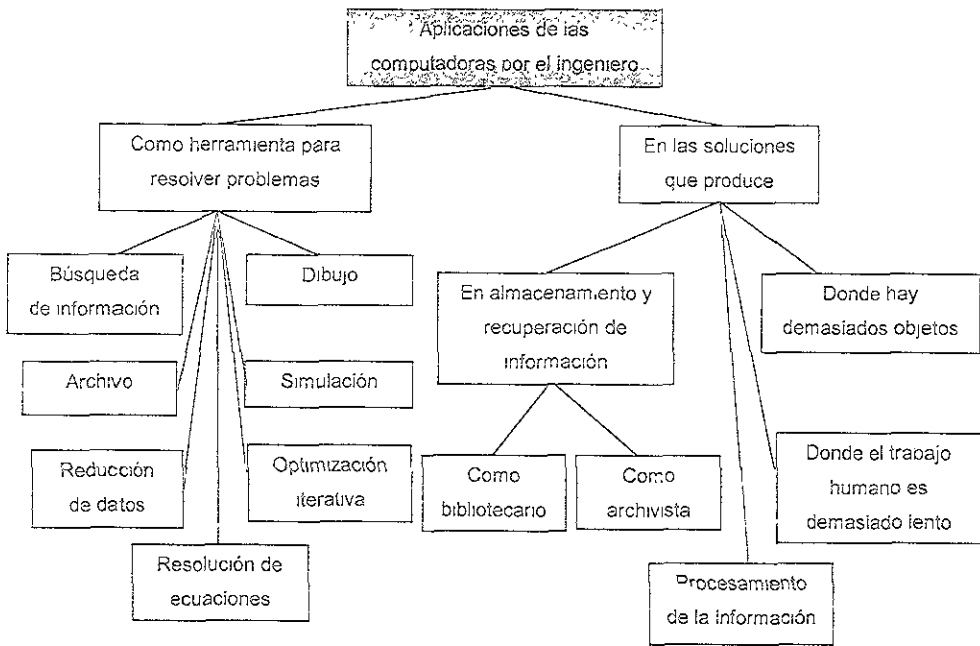 Aplicaciones de las
computadoras por el ingeniero
Como herramienta para
resolver problemas
En las soluciones
que produce
Búsqueda
de información
Dibujo
En almacenamiento y
recuperación de
información
Donde hay
demasiados objetos
Archivo
Simulación
Reducción
de datos
Optimización
iterativa
Como
bibliotecario
Como
archivista
Donde el trabajo
humano es
demasiado lento
Resolución de
ecuaciones
Procesamiento
de la información